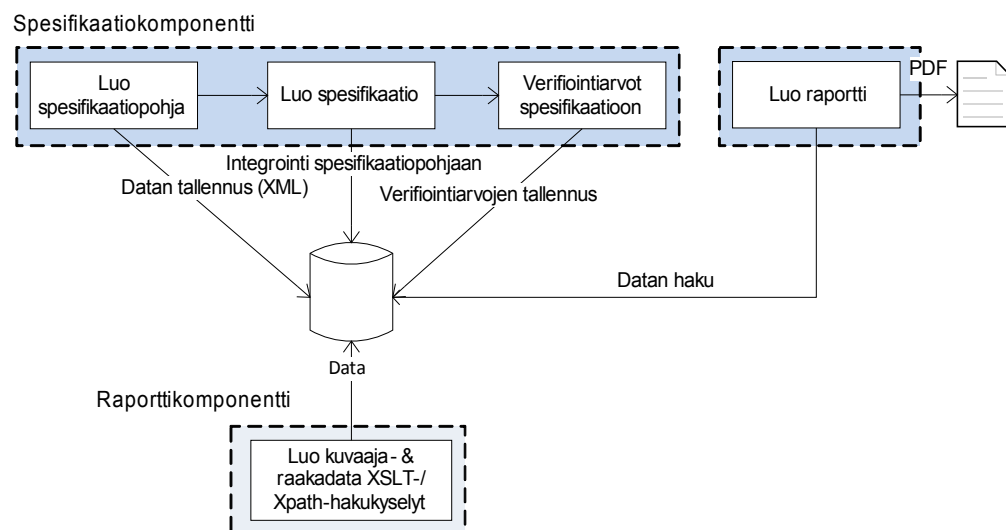 Spesifikaatiokomponentti
Luo
spesifikaatiopohja
Luo spesifikaatio
Verifiointiarvot
spesifikaatioon
Luo raportti
PDF
Integrointi spesifikaatiopohjaan
Datan tallennus (XML)
Verifiointiarvojen tallennus
Datan haku
Data
Raporttikomponentti
Luo kuvaaja- &
raakadata XSLT-/
Xpath-hakukyselyt